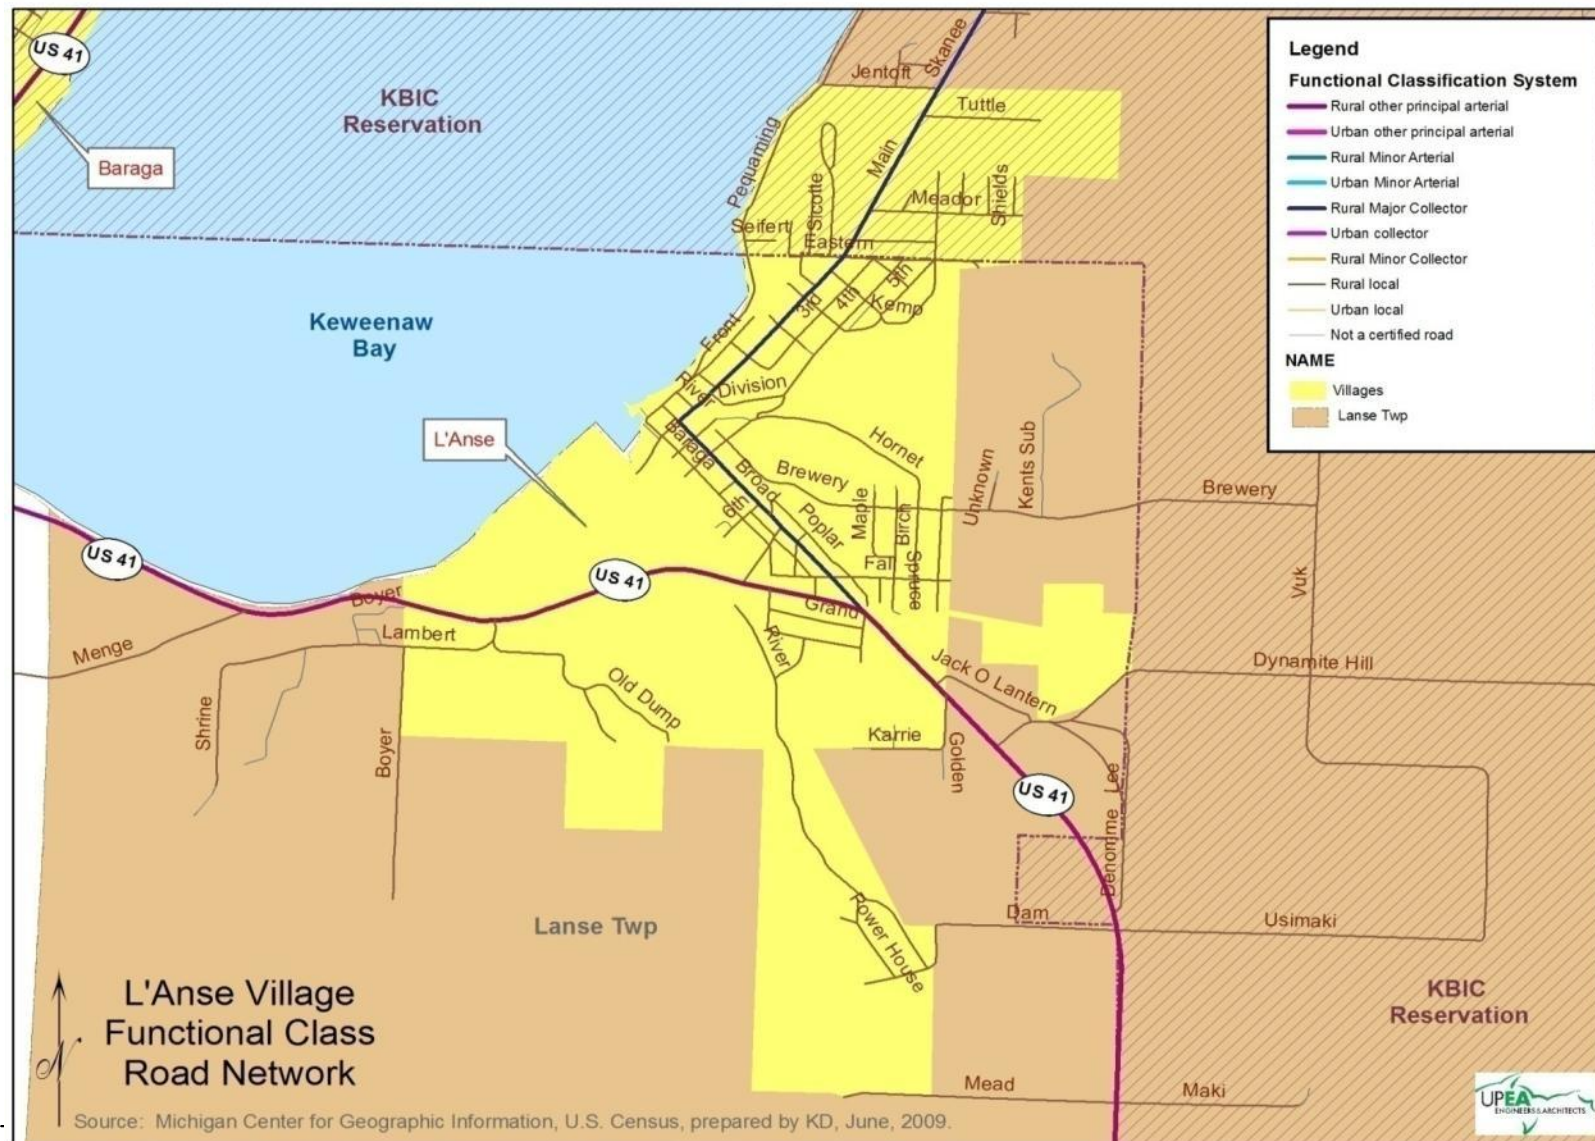 US 41
KBIC
Reservation
Baraga
Jentoft
Skanee
Tuttle
Pequaming
Main
Sicotte
Meador
Shields
Seifert
Eastern
Legend
Functional Classification System
Rural other principal arterial
Urban other principal arterial
Rural Minor Arterial
Urban Minor Arterial
Rural Major Collector
Urban collector
Rural Minor Collector
Rural local
Urban local
Not a certified road
NAME
Villages
Lanse Twp
Keweenaw
Bay
3rd
4th
5th
Kemp
Front
River
Division
L'Anse
Baraga
Broad
6th
Hornet
Brewery
Poplar
Maple
Birch
Spruce
Fall
Unknown
Kents Sub
Brewery
Vuk
US 41
US 41
Boyer
Grand
Menge
Lambert
River
Shrine
Boyer
Old Dump
Jack O Lantern
Dynamite Hill
Karrie
Golden
US 41
Lee
Denomme
Dam
Usimaki
Power House
Lanse Twp
KBIC
Reservation
Mead
Maki
L'Anse Village
Functional Class
Road Network
N
Source: Michigan Center for Geographic Information, U.S. Census, prepared by KD, June, 2009.
UPEA
ENGINEERS & ARCHITECTS